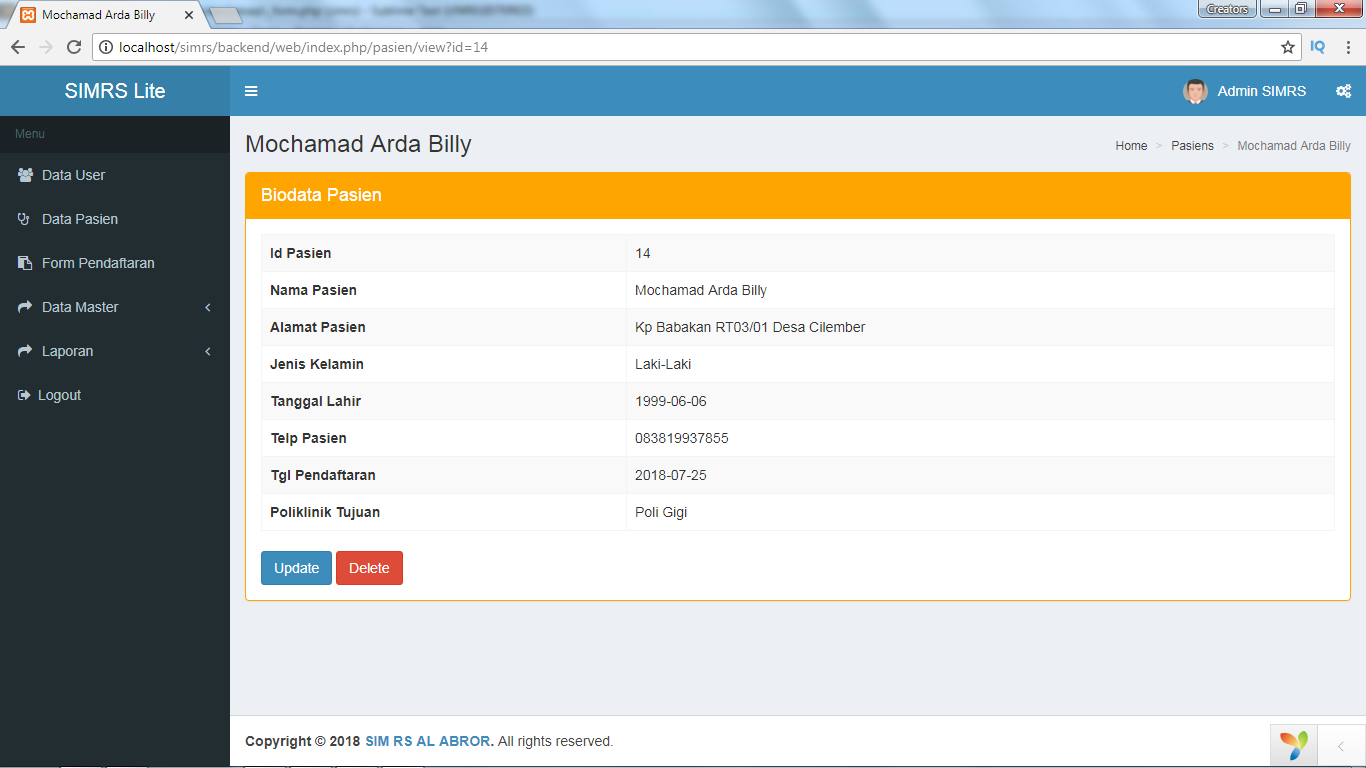 Mochamad Arda Billy
Creators
localhost/simrs/backend/web/index.php/pasien/view?id=14
IQ
SIMRS Lite
Admin SIMRS
Menu
Data User
Data Pasien
Form Pendaftaran
Data Master
Laporan
Logout
Mochamad Arda Billy
Home > Pasiens > Mochamad Arda Billy
Biodata Pasien
Id Pasien 14
Nama Pasien Mochamad Arda Billy
Alamat Pasien Kp Babakan RT03/01 Desa Cilember
Jenis Kelamin Laki-Laki
Tanggal Lahir 1999-06-06
Telp Pasien 083819937855
Tgl Pendaftaran 2018-07-25
Poliklinik Tujuan Poli Gigi
Update Delete
Copyright © 2018 SIM RS AL ABROR. All rights reserved.